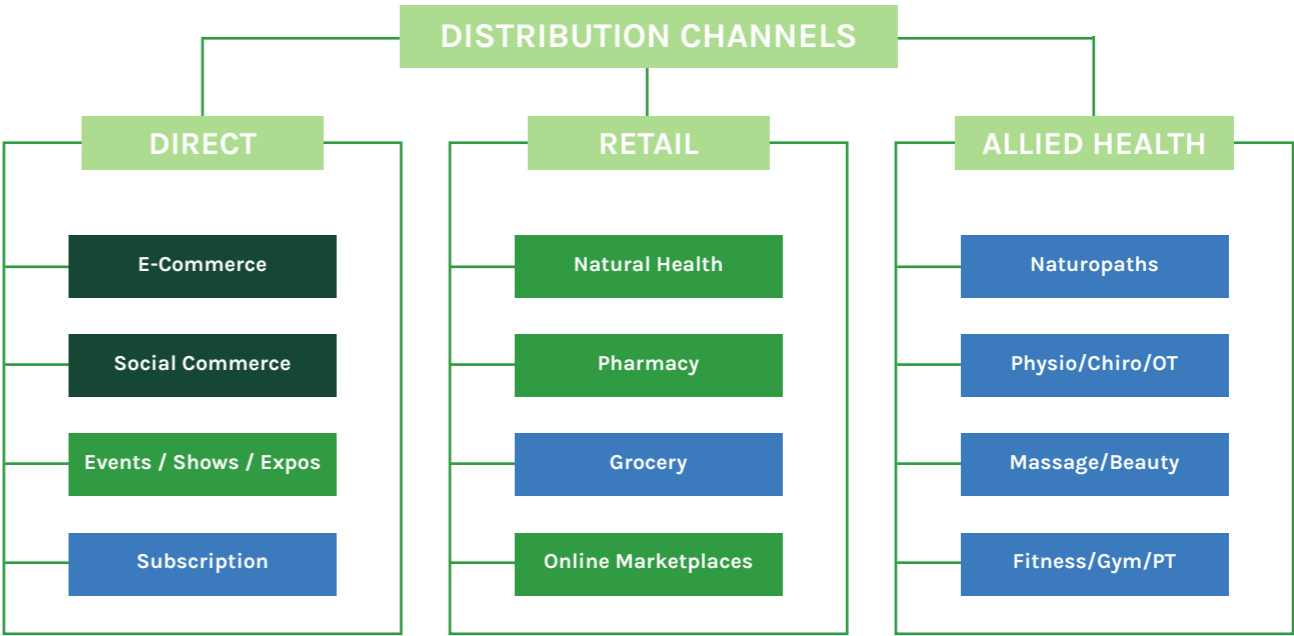 DISTRIBUTION CHANNELS
DIRECT
E-Commerce
Social Commerce
Events / Shows / Expos
Subscription
RETAIL
Natural Health
Pharmacy
Grocery
Online Marketplaces
ALLIED HEALTH
Naturopaths
Physio/Chiro/OT
Massage/Beauty
Fitness/Gym/PT